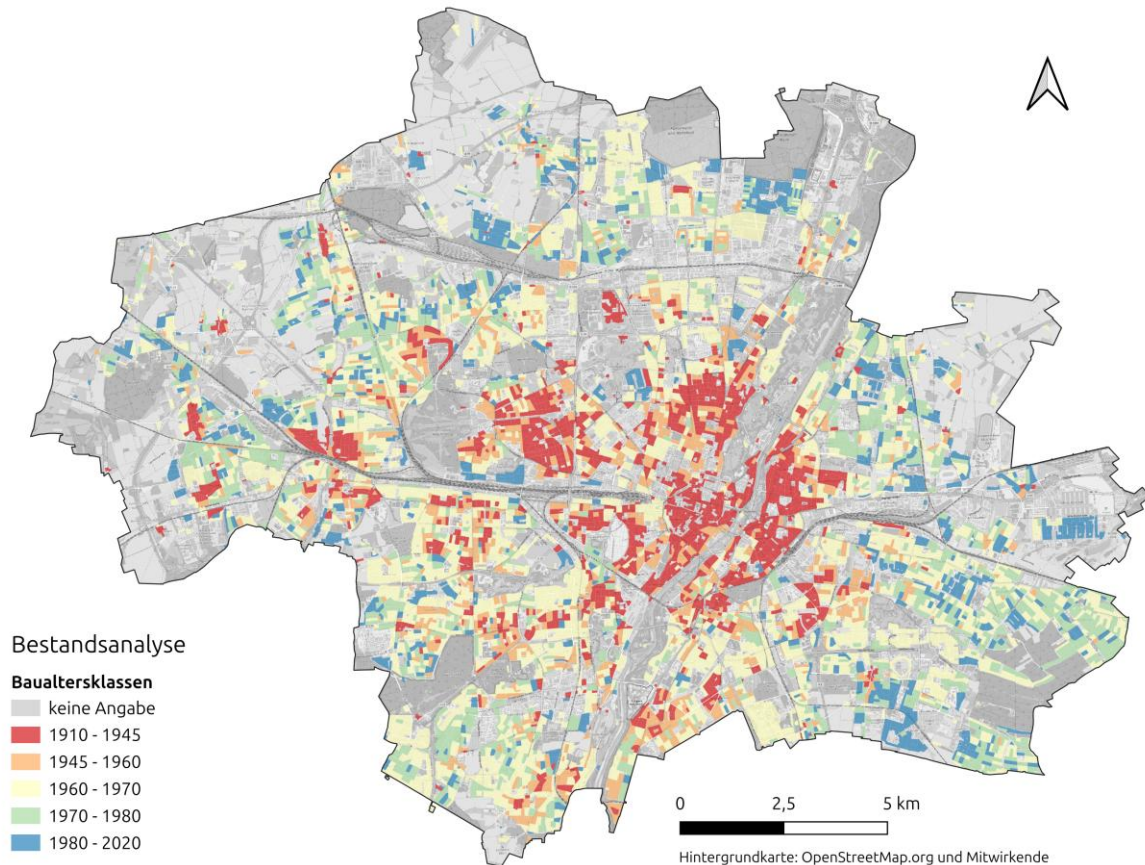 Bestandsanalyse
Baualtersklassen
keine Angabe
1910 - 1945
1945 - 1960
1960 - 1970
1970 - 1980
1980 - 2020
0 2,5 5 km
Hintergrundkarte: OpenStreetMap.org und Mitwirkende